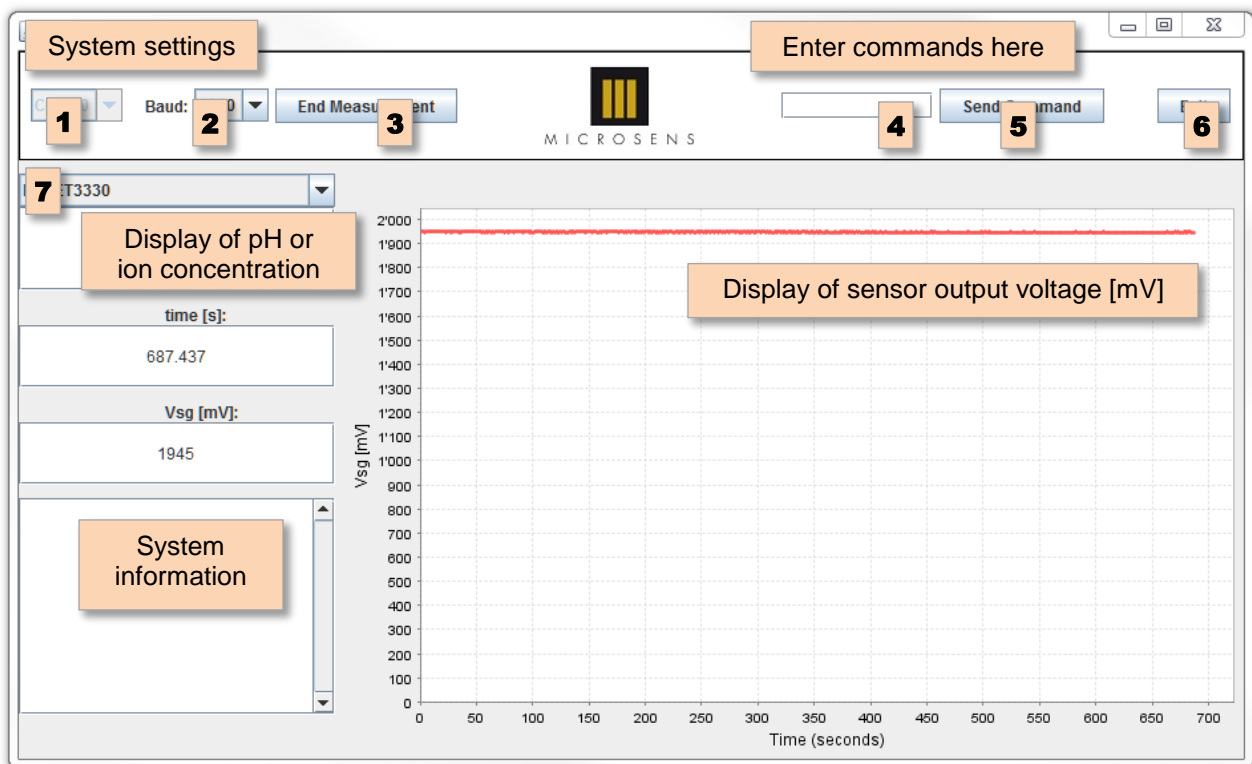 System settings
Enter commands here
1
Baud:
2
End Measurement
3
MICROSENS
4
Send Command
5
6
7
ET3330
Display of pH or
ion concentration
time [s]:
687.437
Vsg [mV]:
1945
System
information
Display of sensor output voltage [mV]
Vsg [mV]
2'000
1'900
1'800
1'700
1'600
1'500
1'400
1'300
1'200
1'100
1'000
900
800
700
600
500
400
300
200
100
0
0 50 100 150 200 250 300 350 400 450 500 550 600 650 700
Time (seconds)